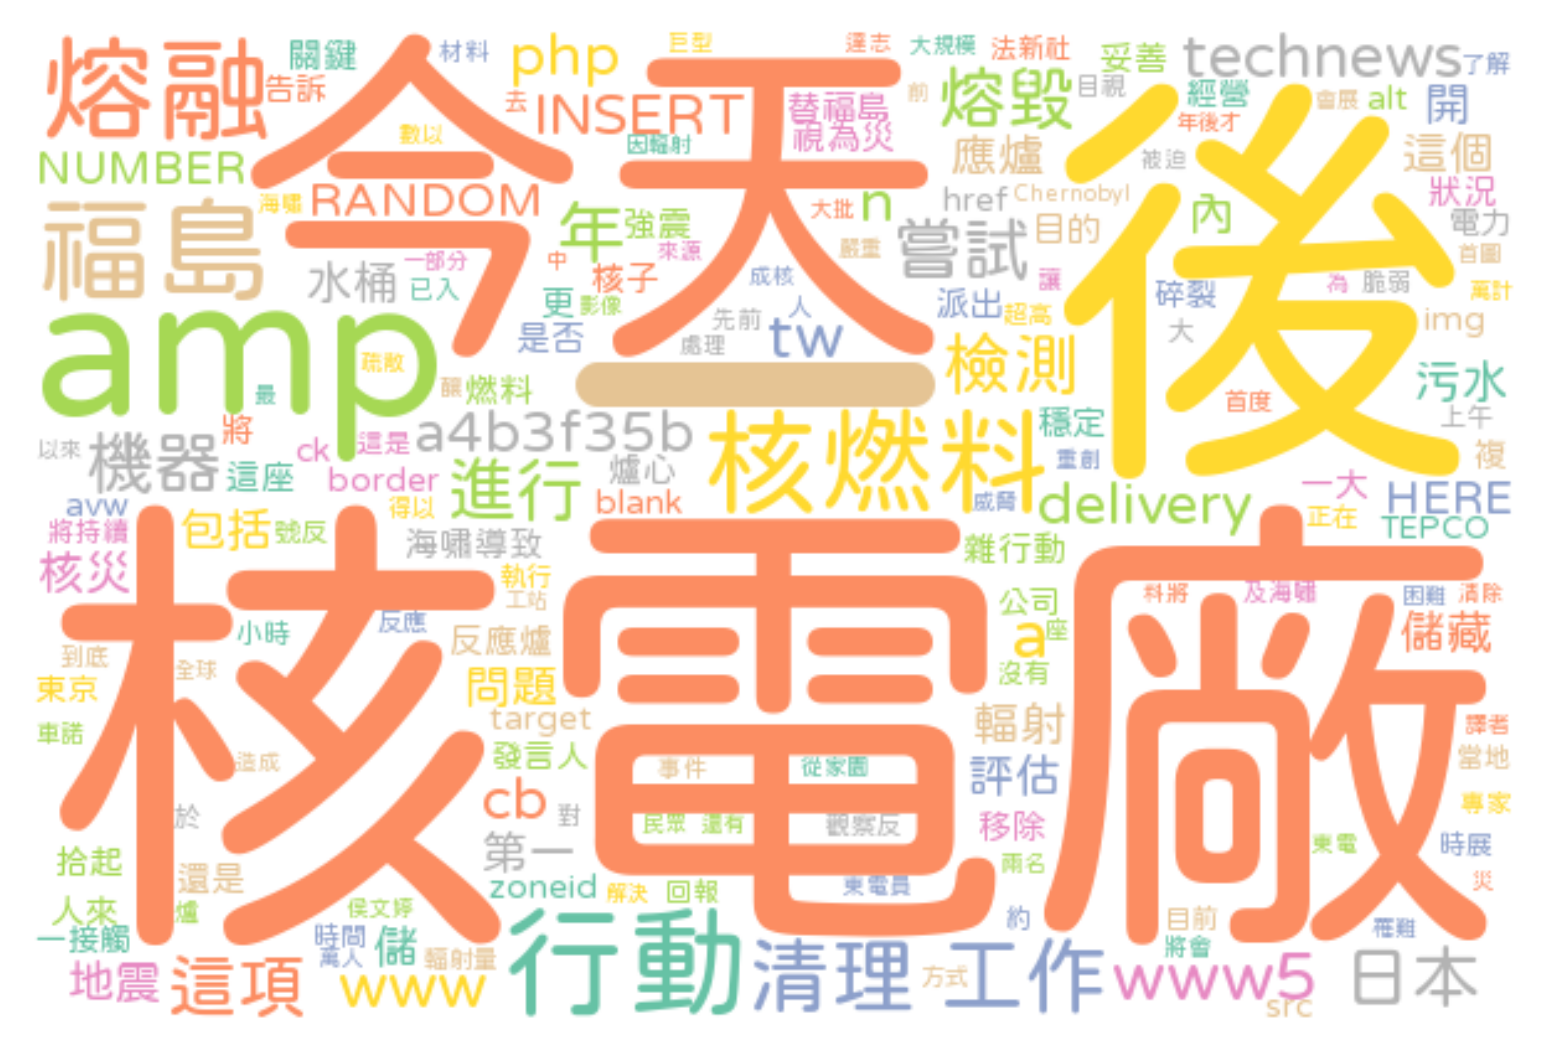 熔融
關鍵
告訴
今天
材料
php
去
INSERT
巨型
達志
大規模
法新社
妥善
technews
了解
替福島
視為災
前
熔毀
目視
經營
會展
alt
開
年後才
數以
因輻射
NUMBER
RANDOM
海嘯
應爐
被迫
後
這個
狀況
福島
年
強震
大批
n
href
Chernobyl
嚴重
嘗試
目的
內
電力
首圖
水桶
一部分
已入
中
核子
來源
成核
讓
碎裂
為
脆弱
萬計
更
影像
人
派出
超高
img
amp
是否
先前
tw
處理
大
疏散
最
釀
燃料
一
檢測
污水
首度
上午
以來
機器
將
ck
這是
a4b3f35b
核燃料
穩定
這座
border
進行
爐心
blank
重創
複
avw
得以
威爾
delivery
一大
HERE
正在
TEPCO
將持續
包括
號反
海嘯導致
雜行動
核災
執行
工站
核電廠
公司
料將
及海嘯
困難
清除
小時
反應
反應爐
a
座
儲藏
到底
全球
東京
問題
沒有
車諾
target
輻射
譯者
造成
發言人
事件
從家園
評估
當地
cb
對
於
民眾
還有
觀察反
移除
專家
拾起
第一
兩名
東電
時展
還是
zoneid
解決
回報
東電員
災
人來
爐
侯文婷
約
目前
罹難
一接觸
時間
萬人
儲
輻射量
行動
將會
地震
這項
www
清理
方式
工作
www5
src
日本